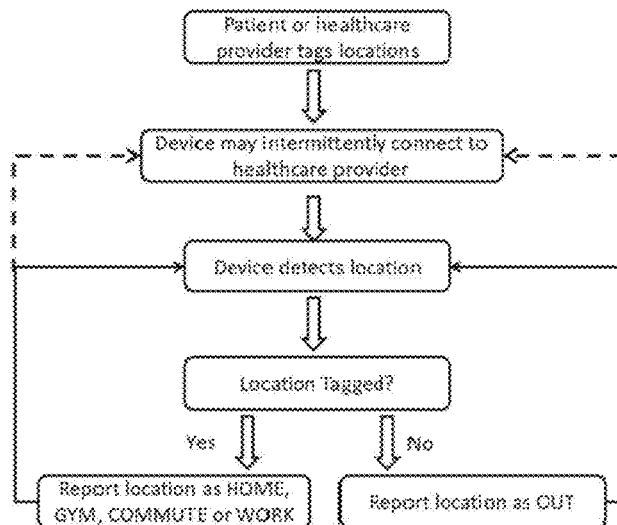 Patient or healthcare
provider tags locations
Device may intermittently connect to
healthcare provider
Device detects location
Location Tagged?
Yes
No
Report location as HOME,
GYM, COMMUTE or WORK
Report location as OUT